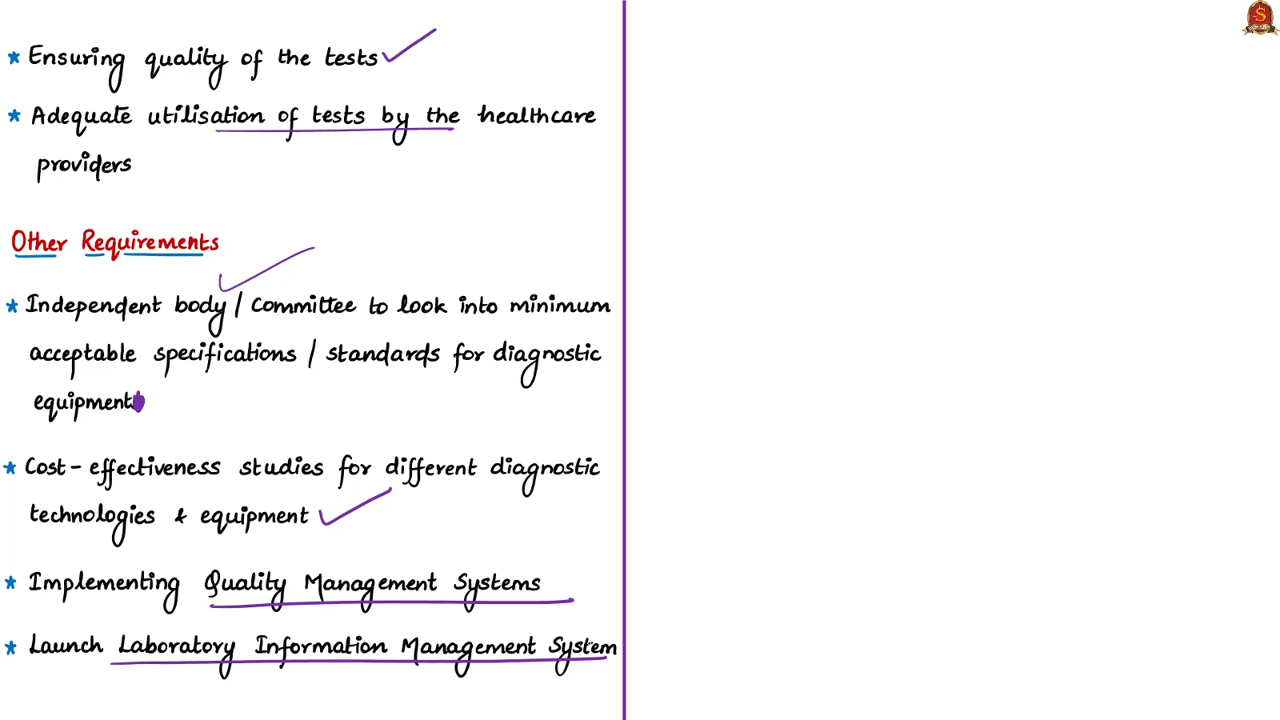 * Ensuring quality of the tests
* Adequate utilisation of tests by the healthcare
providers
Other Requirements
* Independent body / Committee to look into minimum
acceptable specifications / standards for diagnostic
equipment
* Cost-effectiveness studies for different diagnostic
technologies & equipment
* Implementing Quality Management Systems
* Launch Laboratory Information Management System